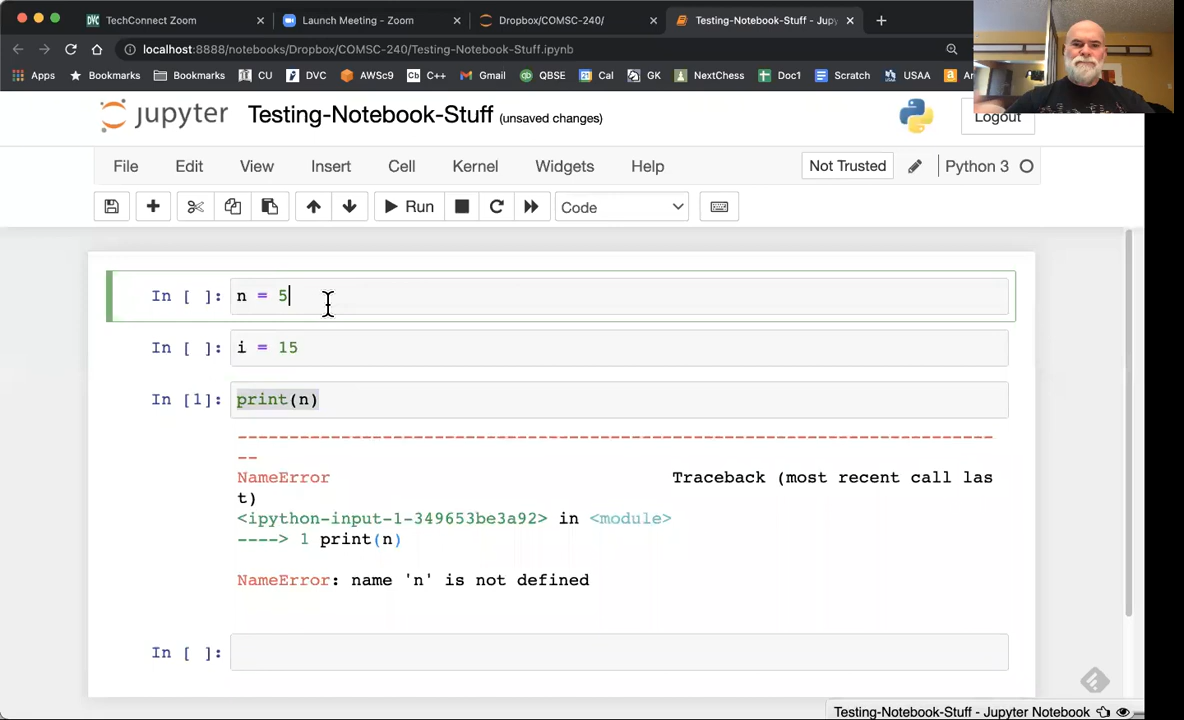 TechConnect Zoom
Launch Meeting - Zoom
Dropbox/COMSC-240/
Testing-Notebook-Stuff - Jupy
localhost:8888/notebooks/Dropbox/COMSC-240/Testing-Notebook-Stuff.ipynb
Apps Bookmarks Bookmarks CU DVC AWSc9 C++ Gmail QBSE Cal GK NextChess Doc1 Scratch USAA
jupyter Testing-Notebook-Stuff (unsaved changes)
Logout
File Edit View Insert Cell Kernel Widgets Help Not Trusted Python 3
Run Code
In [ ]: n = 5
In [ ]: i = 15
In [1]: print(n)
---------------------------------------------------------------------------
NameError Traceback (most recent call las
t)
<ipython-input-1-349653be3a92> in <module>
----> 1 print(n)
NameError: name 'n' is not defined
In [ ]:
Testing-Notebook-Stuff - Jupyter Notebook